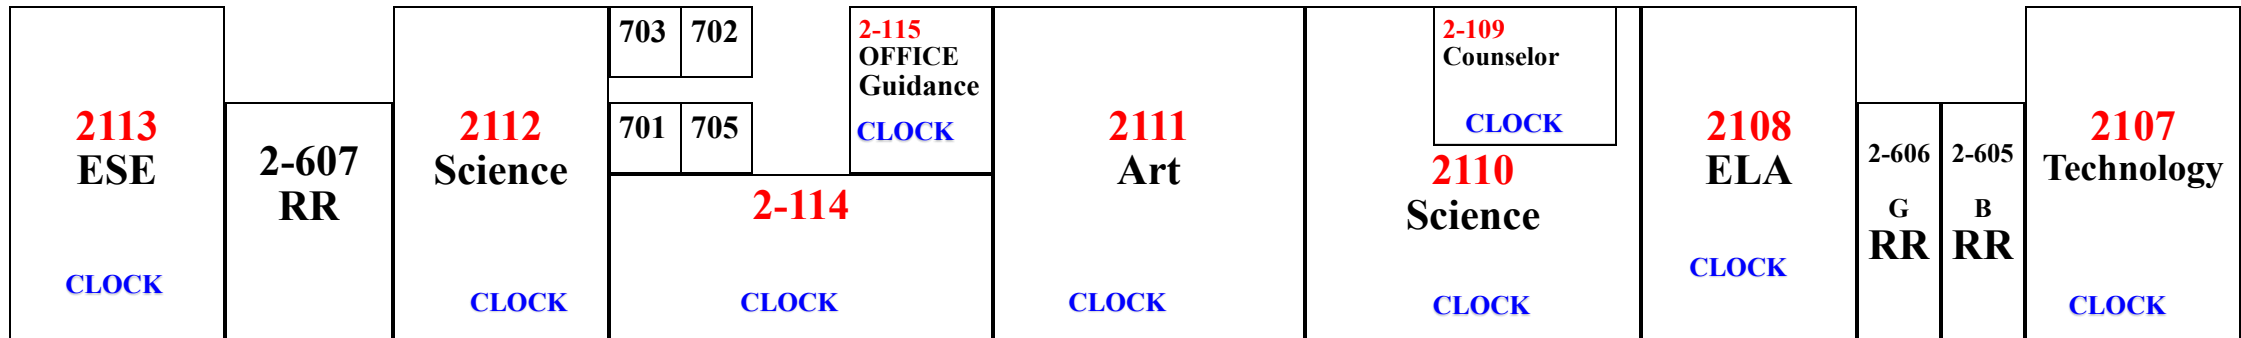 2113
ESE
CLOCK
2-607
RR
2112
Science
CLOCK
703
702
701
705
2-115
OFFICE
Guidance
CLOCK
2-114
CLOCK
2111
Art
CLOCK
2-109
Counselor
CLOCK
2110
Science
CLOCK
2108
ELA
CLOCK
2-606
G
RR
2-605
B
RR
2107
Technology
CLOCK